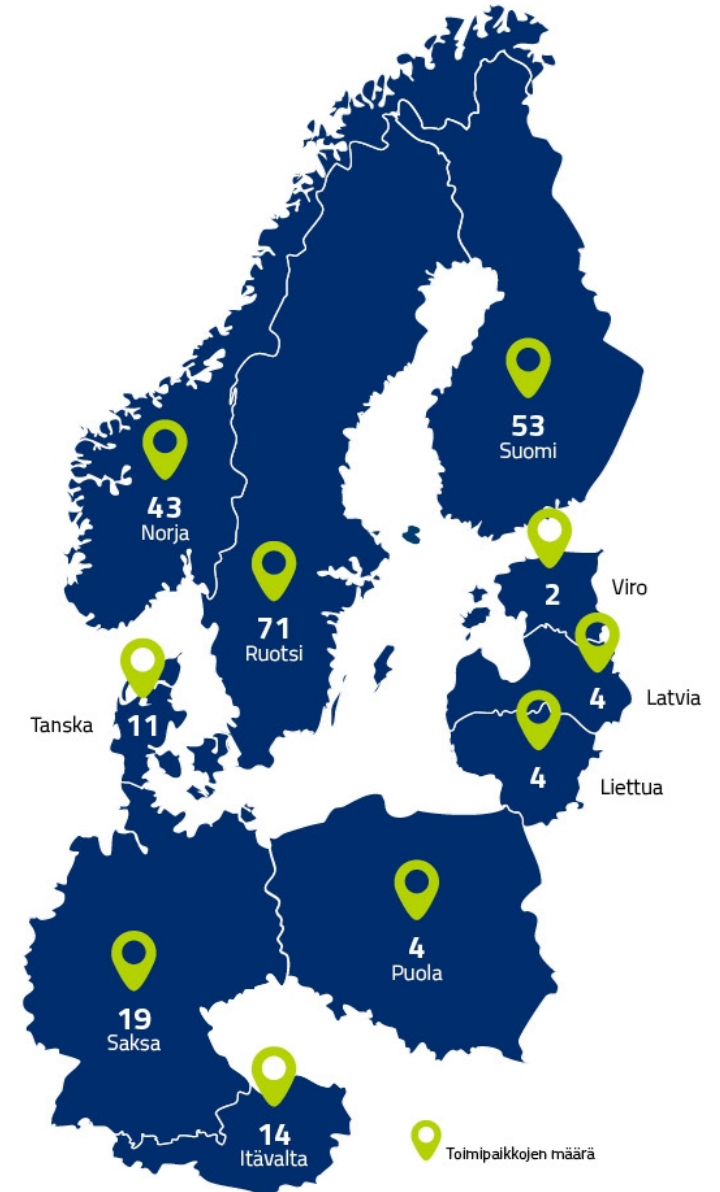 53
Suomi
43
Norja
2
Viro
71
Ruotsi
4
Latvia
Tanska
11
4
Liettua
4
Puola
19
Saksa
14
Itävalta
Toimipaikkojen määrä